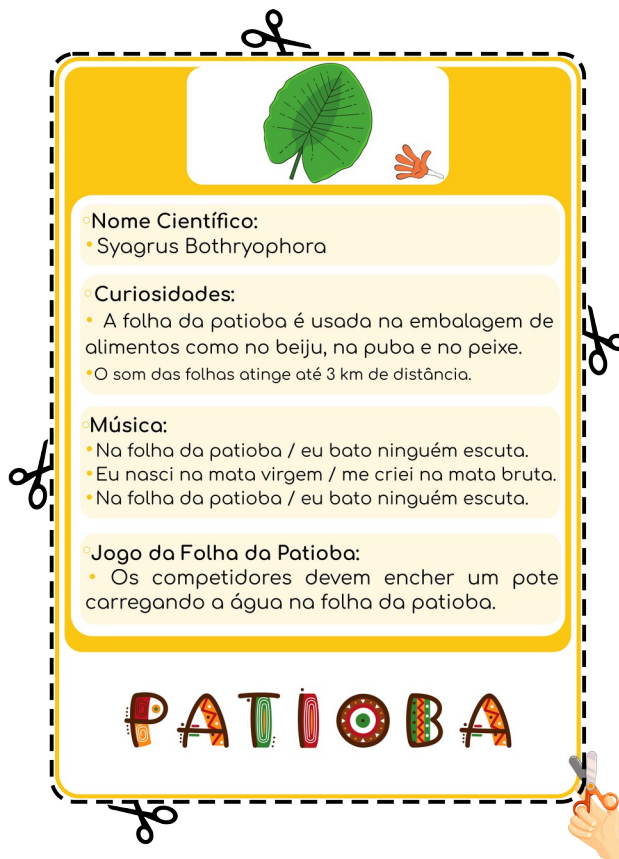 Nome Científico:
Syagrus Bothryophora
Curiosidades:
A folha da patioba é usada na embalagem de
alimentos como no beiju, na puba e no peixe.
O som das folhas atinge até 3 km de distância.
Música:
Na folha da patioba / eu bato ninguém escuta.
Eu nasci na mata virgem / me criei na mata bruta.
Na folha da patioba / eu bato ninguém escuta.
Jogo da Folha da Patioba:
Os competidores devem encher um pote
carregando a água na folha da patioba.
PATIOBA